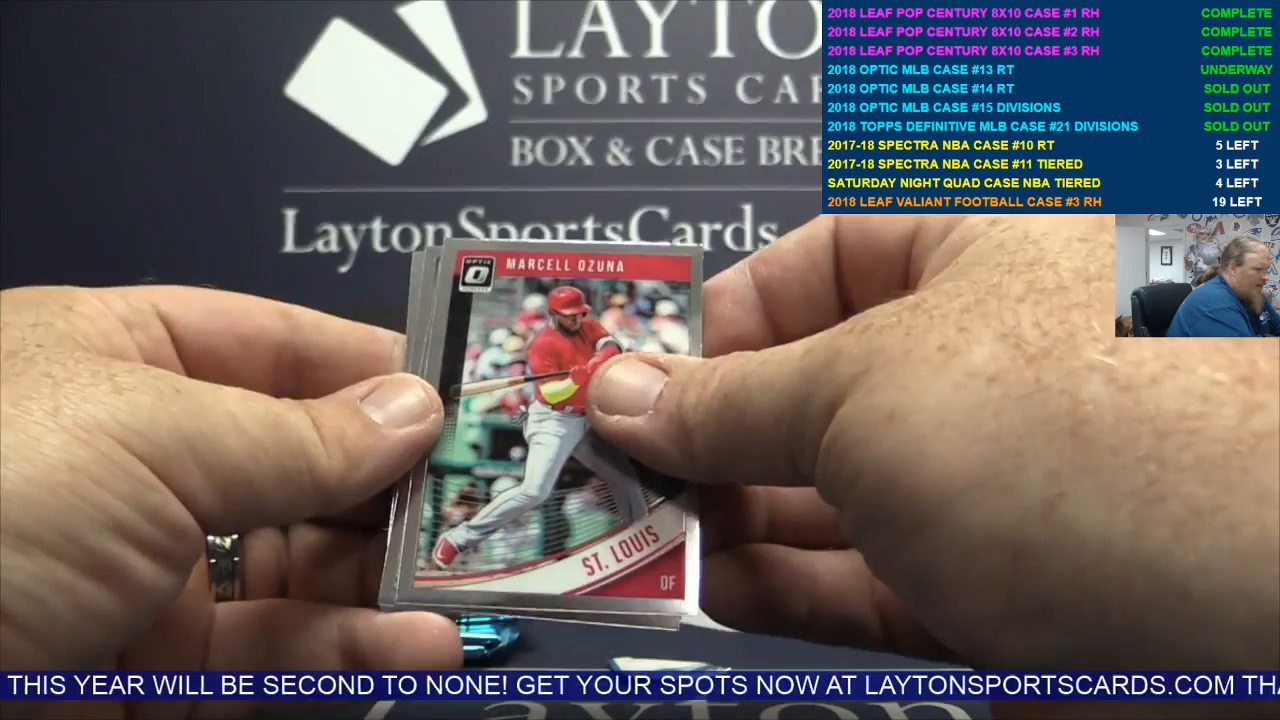 LAYTO
SPORTS CAR
BOX & CASE BRE
LaytonSportsCards
2018 LEAF POP CENTURY 8X10 CASE #1 RH COMPLETE
2018 LEAF POP CENTURY 8X10 CASE #2 RH COMPLETE
2018 LEAF POP CENTURY 8X10 CASE #3 RH COMPLETE
2018 OPTIC MLB CASE #13 RT UNDERWAY
2018 OPTIC MLB CASE #14 RT SOLD OUT
2018 OPTIC MLB CASE #15 DIVISIONS SOLD OUT
2018 TOPPS DEFINITIVE MLB CASE #21 DIVISIONS SOLD OUT
2017-18 SPECTRA NBA CASE #10 RT 5 LEFT
2017-18 SPECTRA NBA CASE #11 TIERED 3 LEFT
SATURDAY NIGHT QUAD CASE NBA TIERED 4 LEFT
2018 LEAF VALIANT FOOTBALL CASE #3 RH 19 LEFT
OPTIC
MARCELL OZUNA
ST. LOUIS
OF
THIS YEAR WILL BE SECOND TO NONE! GET YOUR SPOTS NOW AT LAYTONSPORTSCARDS.COM THA
Layton